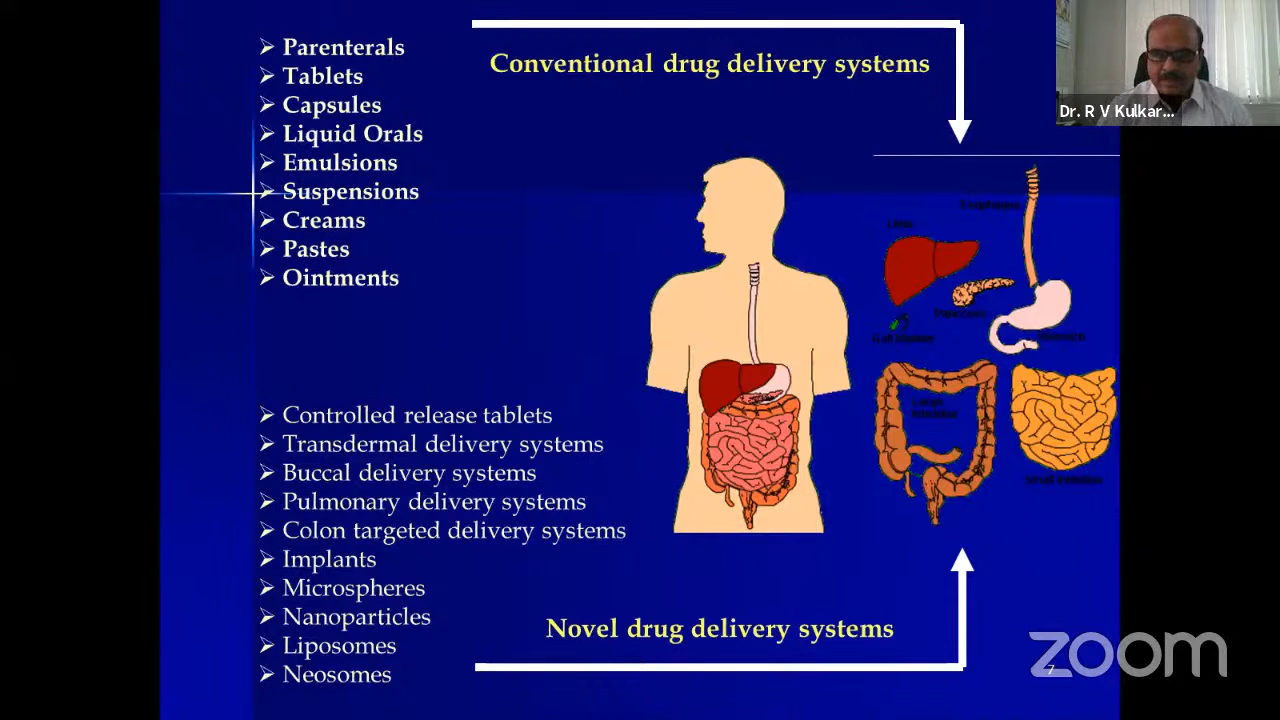 Parenterals
Tablets
Capsules
Liquid Orals
Emulsions
Suspensions
Creams
Pastes
Ointments
Conventional drug delivery systems
Dr. R V Kulkar...
Controlled release tablets
Transdermal delivery systems
Buccal delivery systems
Pulmonary delivery systems
Colon targeted delivery systems
Implants
Microspheres
Nanoparticles
Liposomes
Neosomes
Novel drug delivery systems
zoom
7